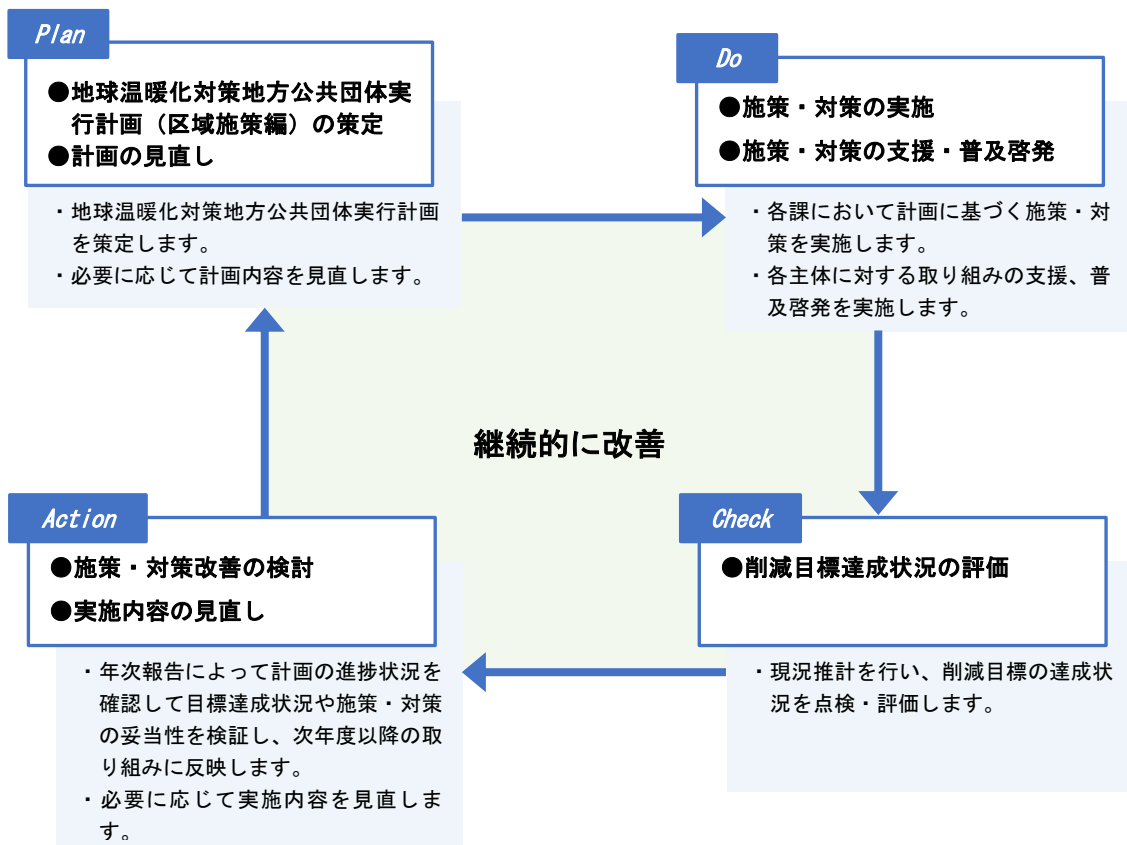 Plan
●地球温暖化対策地方公共団体実
行計画（区域施策編）の策定
●計画の見直し
・地球温暖化対策地方公共団体実行計画
を策定します。
・必要に応じて計画内容を見直します。
Do
●施策・対策の実施
●施策・対策の支援・普及啓発
・各課において計画に基づく施策・対
策を実施します。
・各主体に対する取り組みの支援、普
及啓発を実施します。
継続的に改善
Action
●施策・対策改善の検討
●実施内容の見直し
・年次報告によって計画の進捗状況を
確認して目標達成状況や施策・対策
の妥当性を検証し、次年度以降の取
り組みに反映します。
・必要に応じて実施内容を見直しま
す。
Check
●削減目標達成状況の評価
・現況推計を行い、削減目標の達成状
況を点検・評価します。